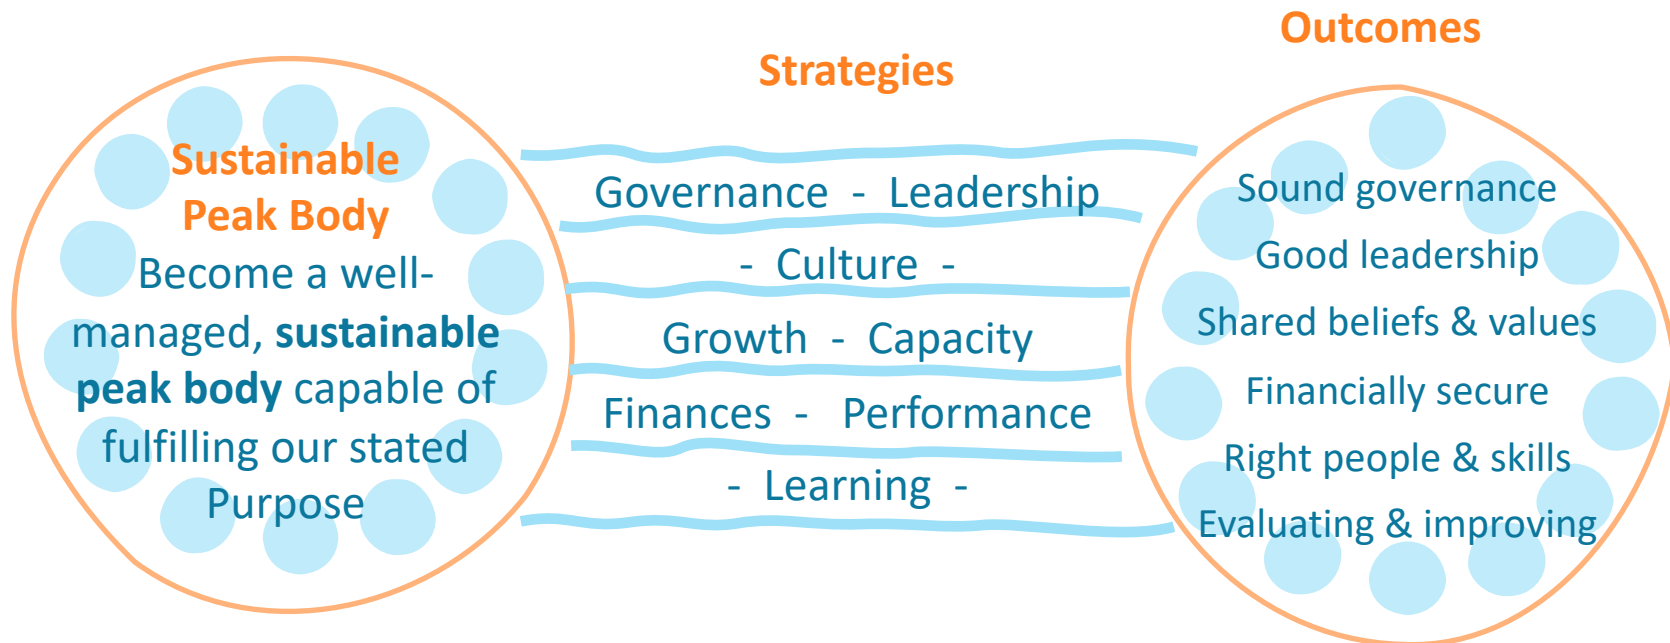 Sustainable
Peak Body
Become a well-
managed, sustainable
peak body capable of
fulfilling our stated
Purpose
Strategies
Governance - Leadership
- Culture -
Growth - Capacity
Finances - Performance
- Learning -
Outcomes
Sound governance
Good leadership
Shared beliefs & values
Financially secure
Right people & skills
Evaluating & improving